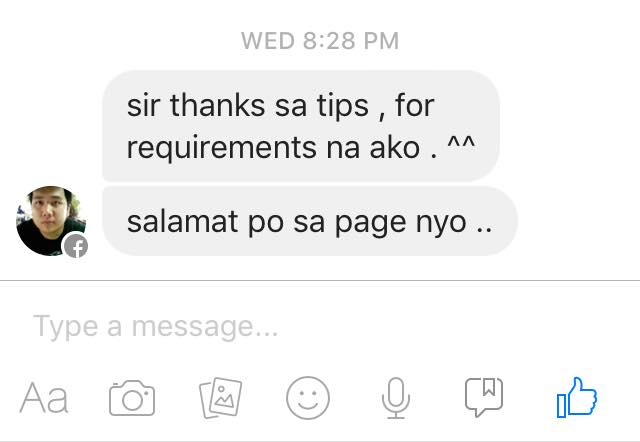 WED 8:28 PM
sir thanks sa tips , for
requirements na ako . ^^
salamat po sa page nyo ..
Type a message...
Aa